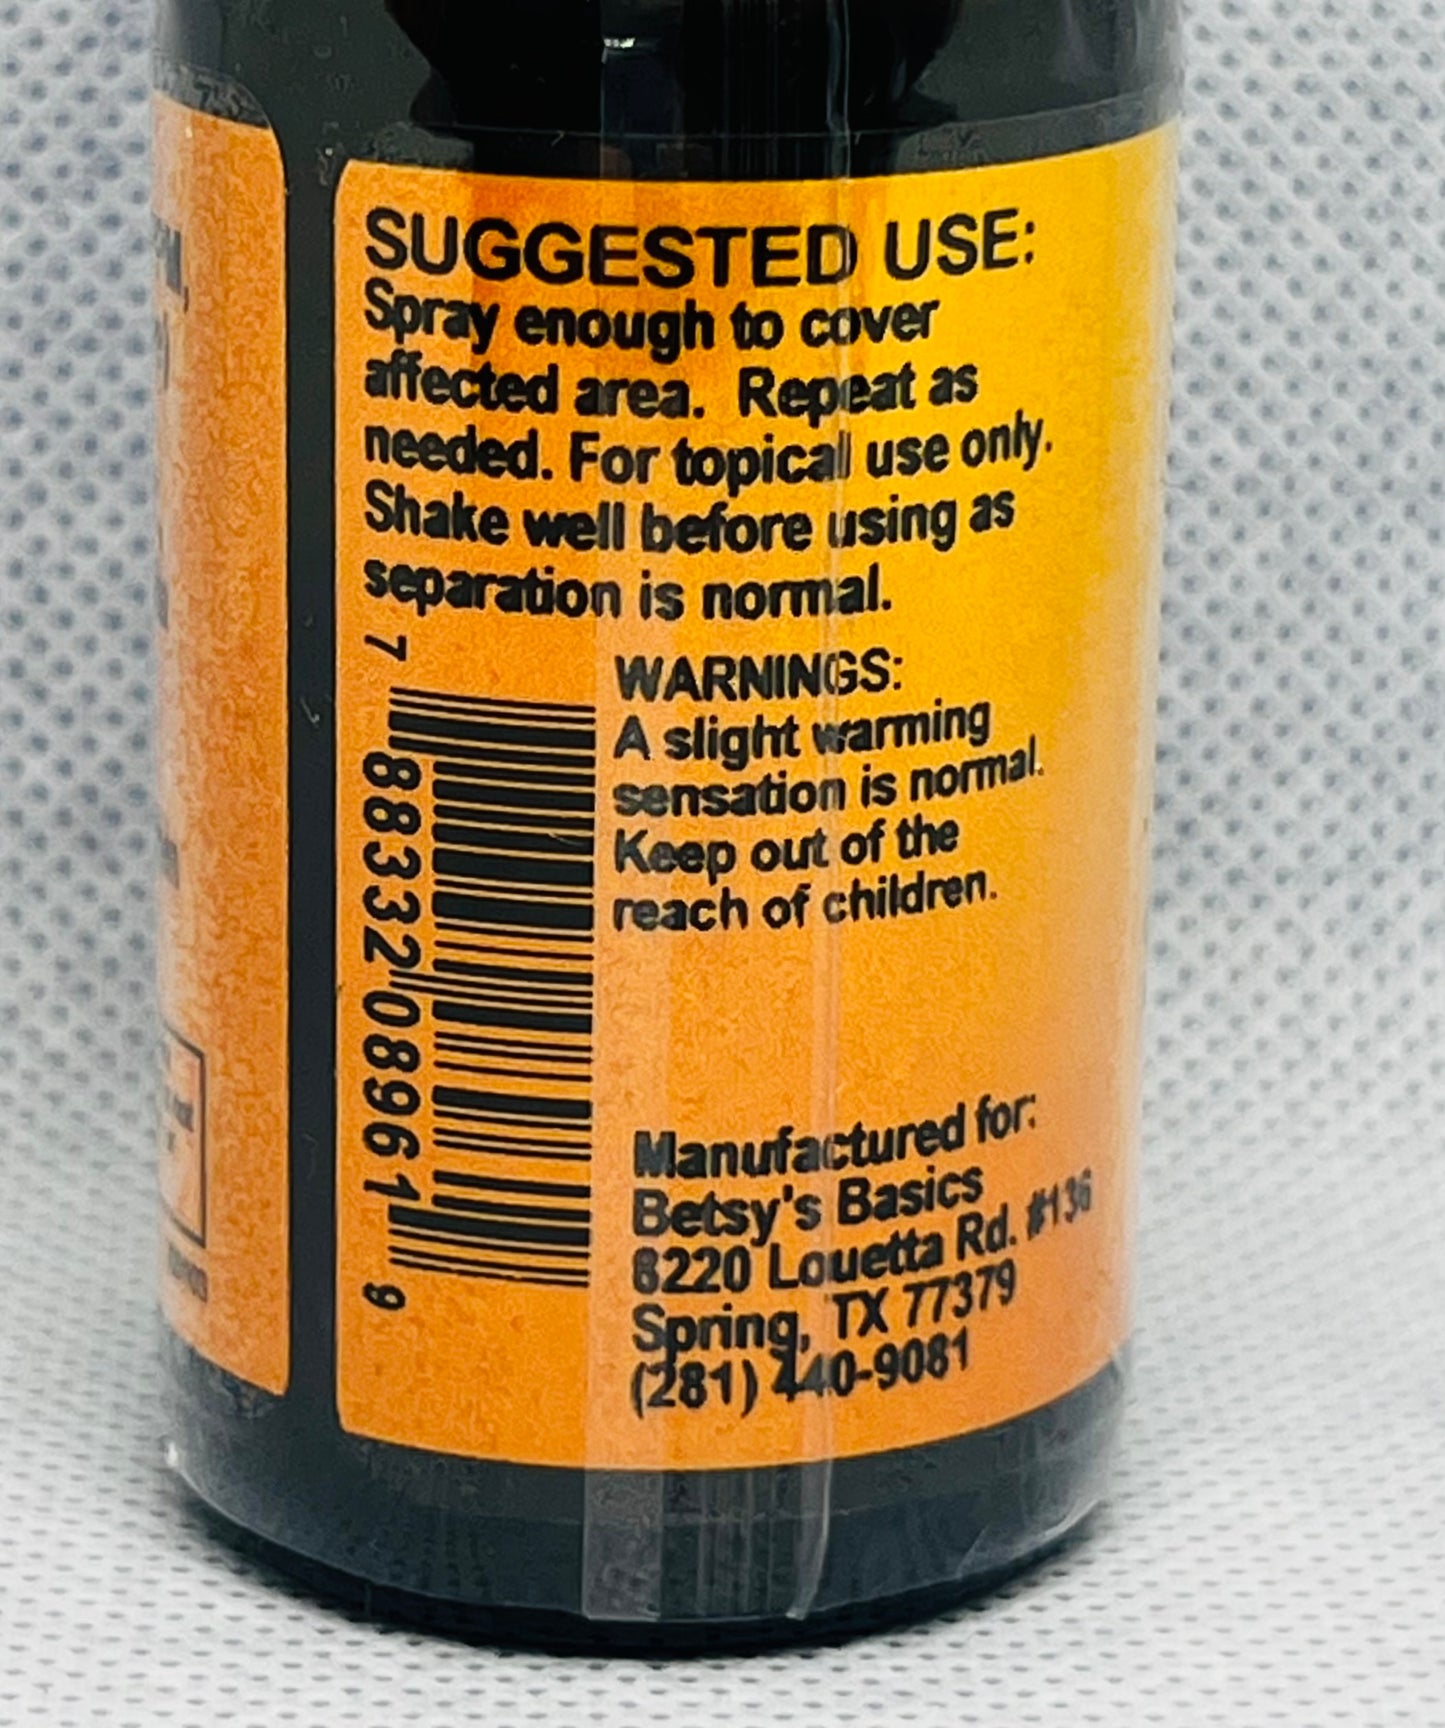 SUGGESTED USE:
Spray enough to cover
affected area. Repeat as
needed. For topical use only.
Shake well before using as
separation is normal.
WARNINGS:
A slight warming
sensation is normal.
Keep out of the
reach of children.
7 88332 08961 9
Manufactured for:
Betsy's Basics
8220 Louetta Rd. #136
Spring, TX 77379
(281) 440-9081